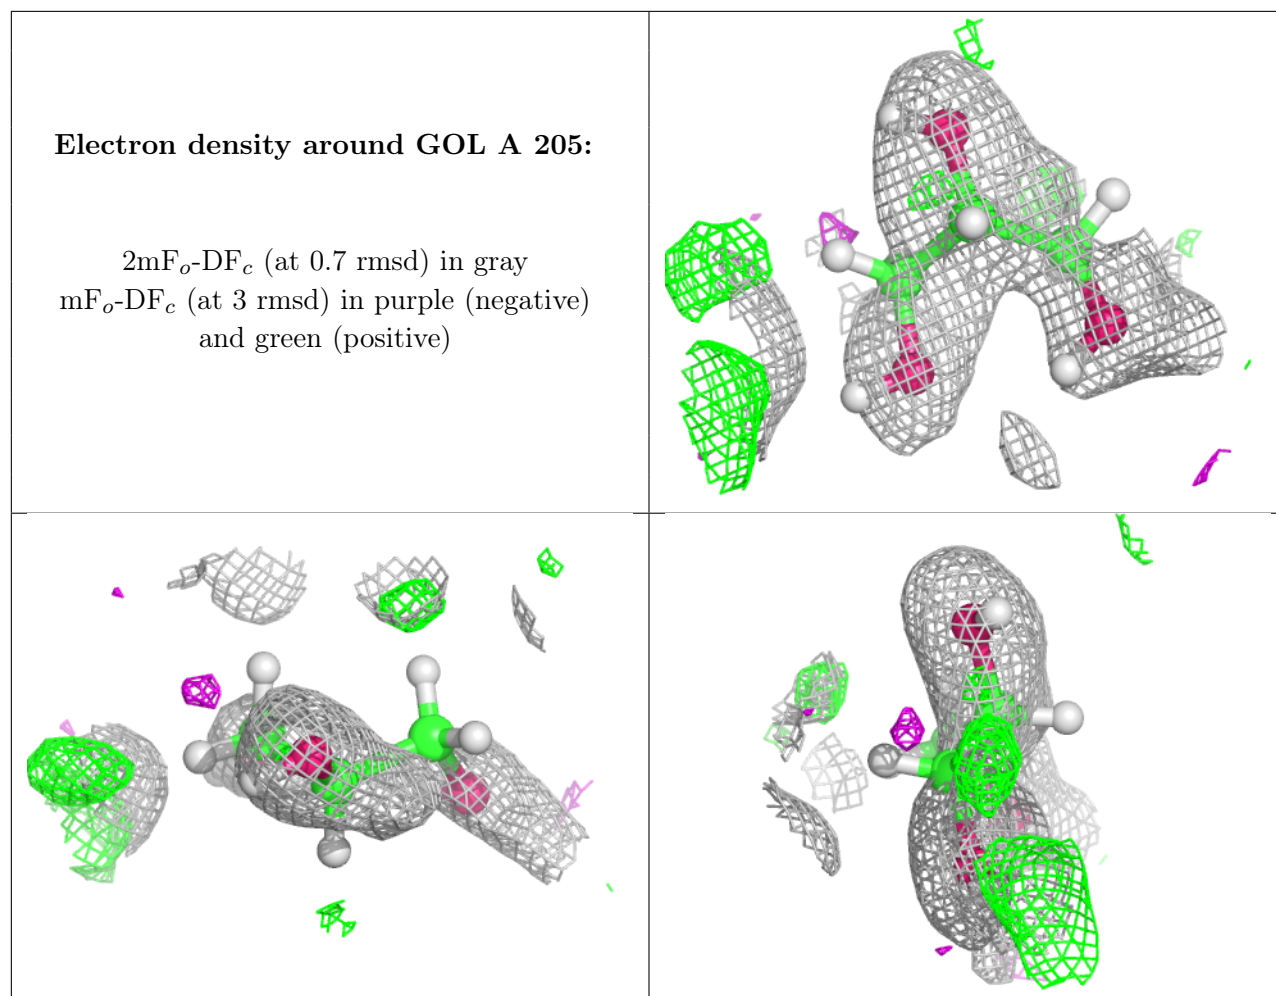 Electron density around GOL A 205:
2mFo-DFc (at 0.7 rmsd) in gray
mFo-DFc (at 3 rmsd) in purple (negative)
and green (positive)